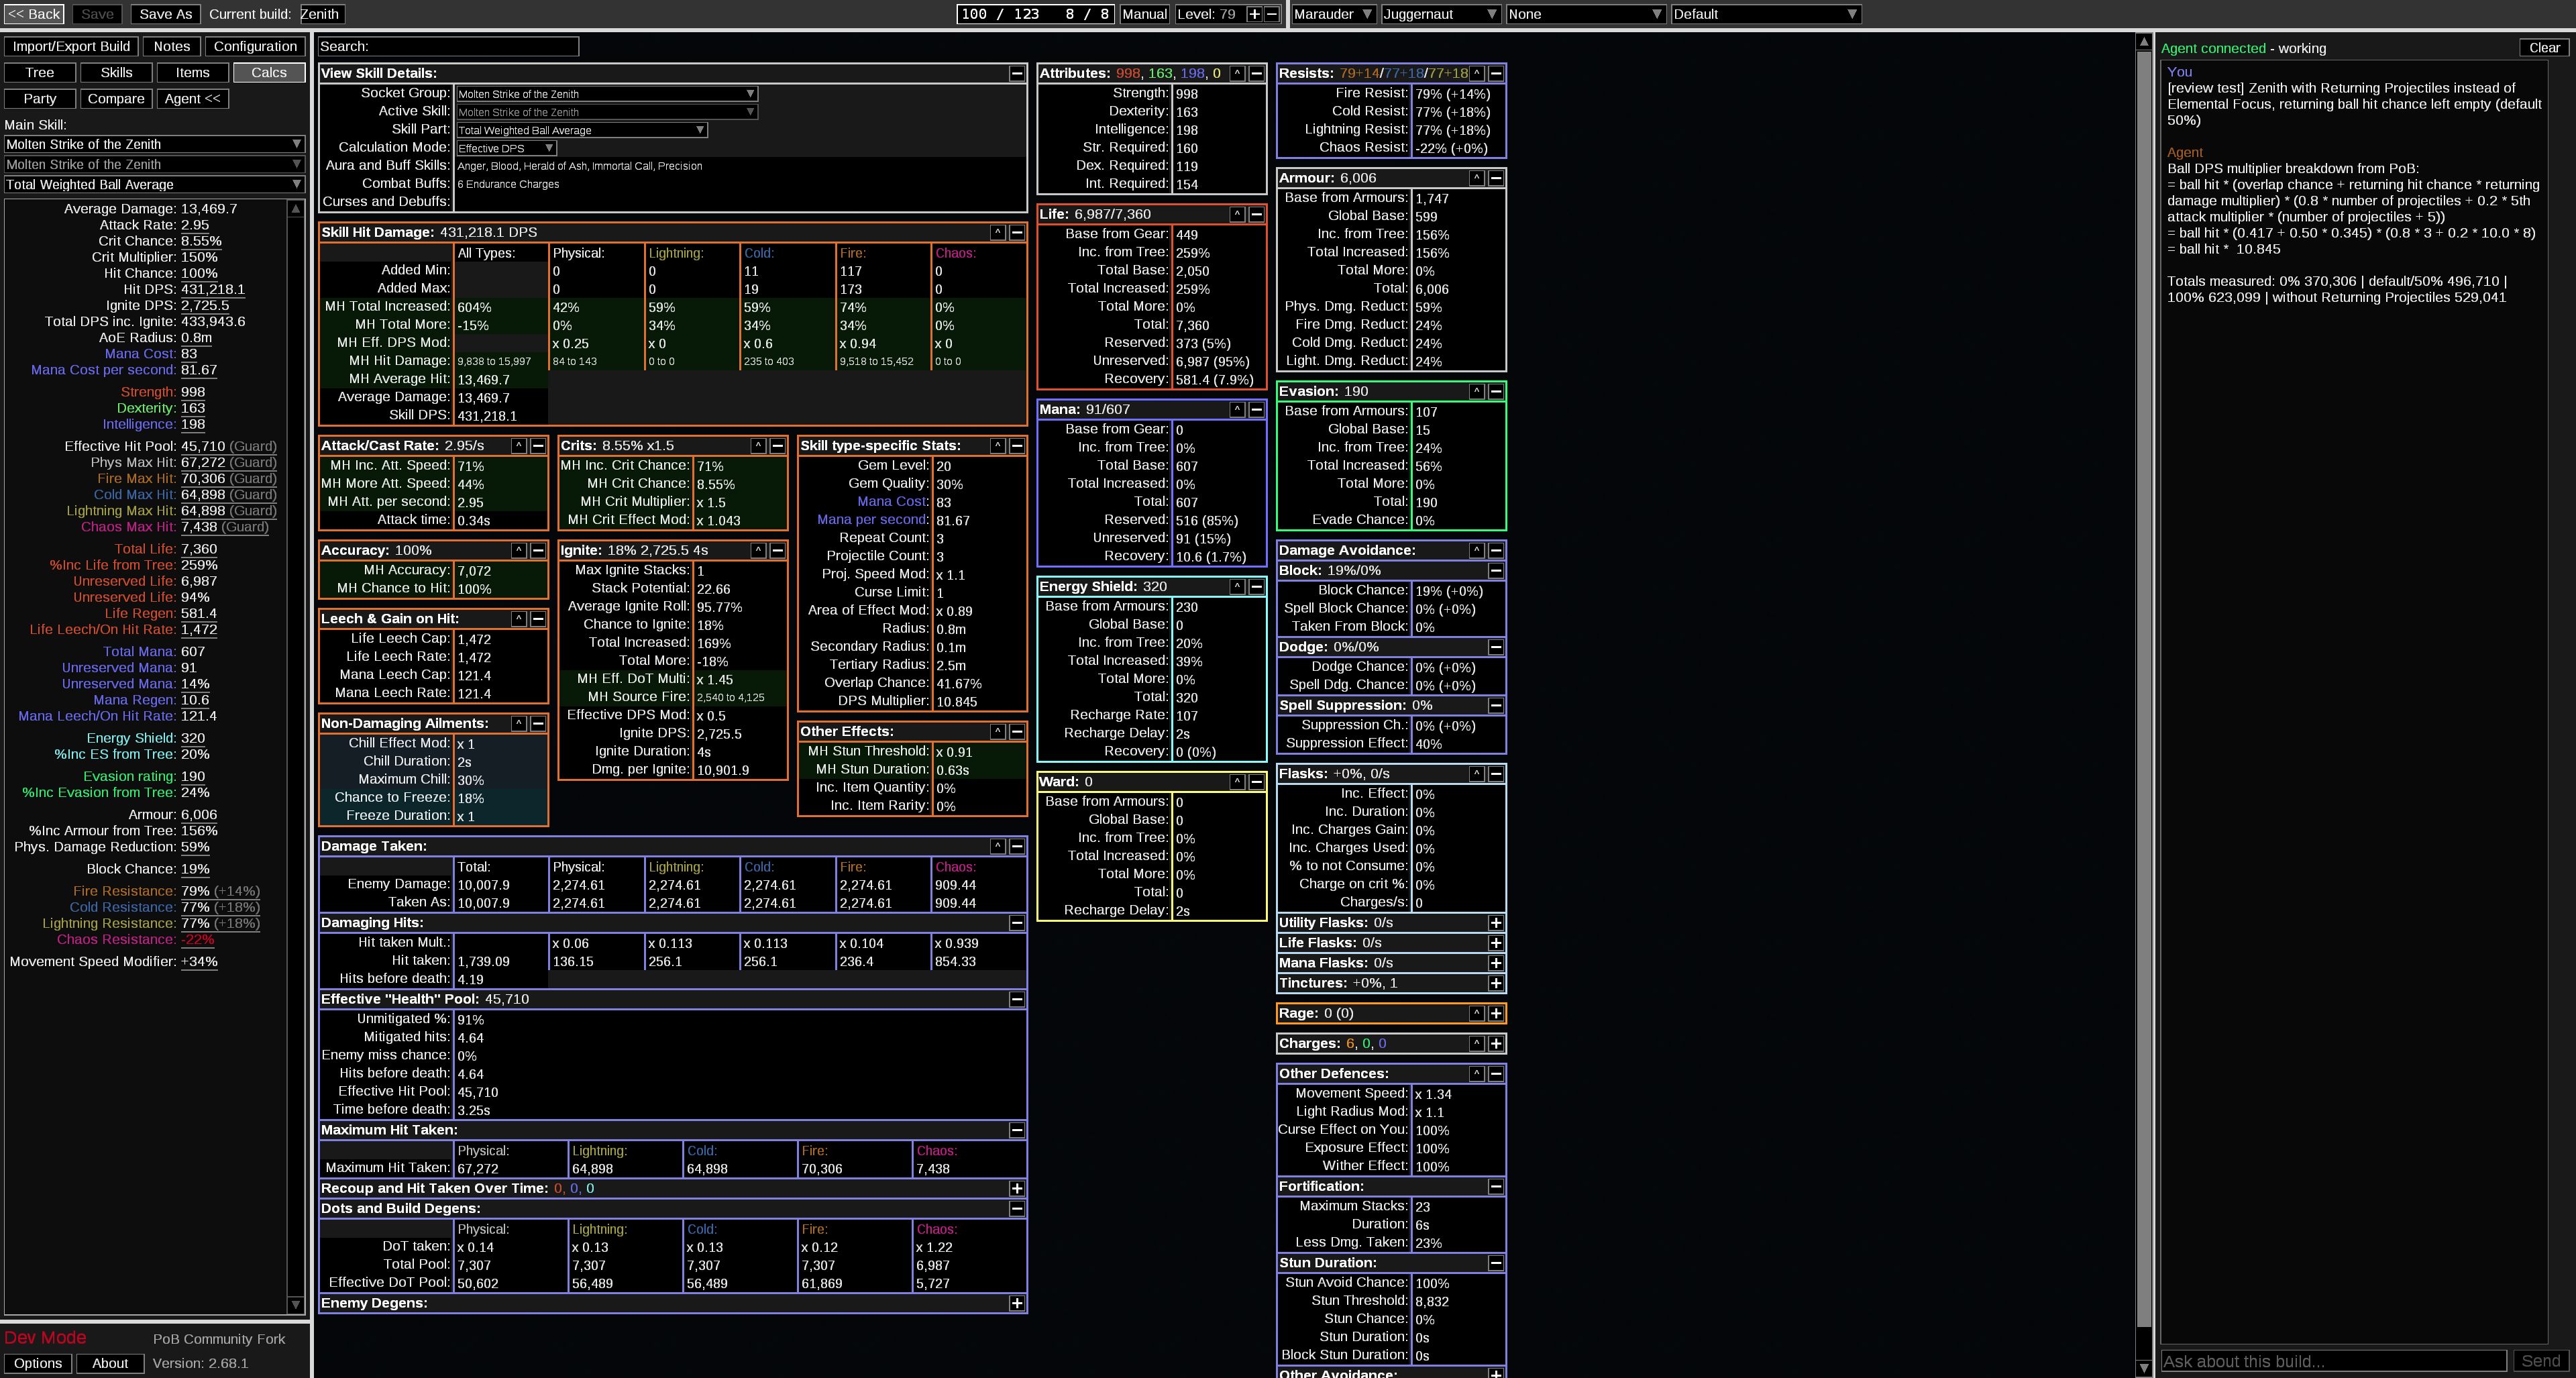 << Back Save Save As Current build: Zenith 100 / 123 8 / 8 Manual Level: 79 Marauder Juggernaut None Default
Import/Export Build Notes Configuration
Tree Skills Items Calcs
Party Compare Agent <<
Main Skill:
Molten Strike of the Zenith
Molten Strike of the Zenith
Total Weighted Ball Average
Average Damage: 13,469.7
Attack Rate: 2.95
Crit Chance: 8.55%
Crit Multiplier: 150%
Hit Chance: 100%
Hit DPS: 431,218.1
Ignite DPS: 2,725.5
Total DPS inc. Ignite: 433,943.6
AoE Radius: 0.8m
Mana Cost: 83
Mana Cost per second: 81.67
Strength: 998
Dexterity: 163
Intelligence: 198
Effective Hit Pool: 45,710 (Guard)
Phys Max Hit: 67,272 (Guard)
Fire Max Hit: 70,306 (Guard)
Cold Max Hit: 64,898 (Guard)
Lightning Max Hit: 64,898 (Guard)
Chaos Max Hit: 7,438 (Guard)
Total Life: 7,360
%Inc Life from Tree: 259%
Unreserved Life: 6,987
Unreserved Life: 94%
Life Regen: 581.4
Life Leech/On Hit Rate: 1,472
Total Mana: 607
Unreserved Mana: 91
Unreserved Mana: 14%
Mana Regen: 10.6
Mana Leech/On Hit Rate: 121.4
Energy Shield: 320
%Inc ES from Tree: 20%
Evasion rating: 190
%Inc Evasion from Tree: 24%
Armour: 6,006
%Inc Armour from Tree: 156%
Phys. Damage Reduction: 59%
Block Chance: 19%
Fire Resistance: 79% (+14%)
Cold Resistance: 77% (+18%)
Lightning Resistance: 77% (+18%)
Chaos Resistance: -22%
Movement Speed Modifier: +34%
Dev Mode PoB Community Fork
Options About Version: 2.68.1
Search:
View Skill Details:
Socket Group: Molten Strike of the Zenith
Active Skill: Molten Strike of the Zenith
Skill Part: Total Weighted Ball Average
Calculation Mode: Effective DPS
Aura and Buff Skills: Anger, Blood, Herald of Ash, Immortal Call, Precision
Combat Buffs: 6 Endurance Charges
Curses and Debuffs:
Skill Hit Damage: 431,218.1 DPS
All Types: Physical: Lightning: Cold: Fire: Chaos:
Added Min: 0 0 11 117 0
Added Max: 0 0 19 173 0
MH Total Increased: 604% 42% 59% 59% 74% 0%
MH Total More: -15% 0% 34% 34% 34% 0%
MH Eff. DPS Mod: x 0.25 x 0 x 0.6 x 0.94 x 0
MH Hit Damage: 9,838 to 15,997 84 to 143 0 to 0 235 to 403 9,518 to 15,452 0 to 0
MH Average Hit: 13,469.7
Average Damage: 13,469.7
Skill DPS: 431,218.1
Attack/Cast Rate: 2.95/s
MH Inc. Att. Speed: 71%
MH More Att. Speed: 44%
MH Att. per second: 2.95
Attack time: 0.34s
Accuracy: 100%
MH Accuracy: 7,072
MH Chance to Hit: 100%
Leech & Gain on Hit:
Life Leech Cap: 1,472
Life Leech Rate: 1,472
Mana Leech Cap: 121.4
Mana Leech Rate: 121.4
Non-Damaging Ailments:
Chill Effect Mod: x 1
Chill Duration: 2s
Maximum Chill: 30%
Chance to Freeze: 18%
Freeze Duration: x 1
Crits: 8.55% x1.5
MH Inc. Crit Chance: 71%
MH Crit Chance: 8.55%
MH Crit Multiplier: x 1.5
MH Crit Effect Mod: x 1.043
Ignite: 18% 2,725.5 4s
Max Ignite Stacks: 1
Stack Potential: 22.66
Average Ignite Roll: 95.77%
Chance to Ignite: 18%
Total Increased: 169%
Total More: -18%
MH Eff. DoT Multi: x 1.45
MH Source Fire: 2,540 to 4,125
Effective DPS Mod: x 0.5
Ignite DPS: 2,725.5
Ignite Duration: 4s
Dmg. per Ignite: 10,901.9
Skill type-specific Stats:
Gem Level: 20
Gem Quality: 30%
Mana Cost: 83
Mana per second: 81.67
Repeat Count: 3
Projectile Count: 3
Proj. Speed Mod: x 1.1
Curse Limit: 1
Area of Effect Mod: x 0.89
Radius: 0.8m
Secondary Radius: 0.1m
Tertiary Radius: 2.5m
Overlap Chance: 41.67%
DPS Multiplier: 10.845
Other Effects:
MH Stun Threshold: x 0.91
MH Stun Duration: 0.63s
Inc. Item Quantity: 0%
Inc. Item Rarity: 0%
Damage Taken:
Total: Physical: Lightning: Cold: Fire: Chaos:
Enemy Damage: 10,007.9 2,274.61 2,274.61 2,274.61 2,274.61 909.44
Taken As: 10,007.9 2,274.61 2,274.61 2,274.61 2,274.61 909.44
Damaging Hits:
Hit taken Mult.: x 0.06 x 0.113 x 0.113 x 0.104 x 0.939
Hit taken: 1,739.09 136.15 256.1 256.1 236.4 854.33
Hits before death: 4.19
Effective "Health" Pool: 45,710
Unmitigated %: 91%
Mitigated hits: 4.64
Enemy miss chance: 0%
Hits before death: 4.64
Effective Hit Pool: 45,710
Time before death: 3.25s
Maximum Hit Taken:
Physical: Lightning: Cold: Fire: Chaos:
Maximum Hit Taken: 67,272 64,898 64,898 70,306 7,438
Recoup and Hit Taken Over Time: 0, 0, 0
Dots and Build Degens:
Physical: Lightning: Cold: Fire: Chaos:
DoT taken: x 0.14 x 0.13 x 0.13 x 0.12 x 1.22
Total Pool: 7,307 7,307 7,307 7,307 6,987
Effective DoT Pool: 50,602 56,489 56,489 61,869 5,727
Enemy Degens:
Attributes: 998, 163, 198, 0
Strength: 998
Dexterity: 163
Intelligence: 198
Str. Required: 160
Dex. Required: 119
Int. Required: 154
Life: 6,987/7,360
Base from Gear: 449
Inc. from Tree: 259%
Total Base: 2,050
Total Increased: 259%
Total More: 0%
Total: 7,360
Reserved: 373 (5%)
Unreserved: 6,987 (95%)
Recovery: 581.4 (7.9%)
Mana: 91/607
Base from Gear: 0
Inc. from Tree: 0%
Total Base: 607
Total Increased: 0%
Total: 607
Reserved: 516 (85%)
Unreserved: 91 (15%)
Recovery: 10.6 (1.7%)
Energy Shield: 320
Base from Armours: 230
Global Base: 0
Inc. from Tree: 20%
Total Increased: 39%
Total More: 0%
Total: 320
Recharge Rate: 107
Recharge Delay: 2s
Recovery: 0 (0%)
Ward: 0
Base from Armours: 0
Global Base: 0
Inc. from Tree: 0%
Total Increased: 0%
Total More: 0%
Total: 0
Recharge Delay: 2s
Resists: 79+14/77+18/77+18
Fire Resist: 79% (+14%)
Cold Resist: 77% (+18%)
Lightning Resist: 77% (+18%)
Chaos Resist: -22% (+0%)
Armour: 6,006
Base from Armours: 1,747
Global Base: 599
Inc. from Tree: 156%
Total Increased: 156%
Total More: 0%
Total: 6,006
Phys. Dmg. Reduct: 59%
Fire Dmg. Reduct: 24%
Cold Dmg. Reduct: 24%
Light. Dmg. Reduct: 24%
Evasion: 190
Base from Armours: 107
Global Base: 15
Inc. from Tree: 24%
Total Increased: 56%
Total More: 0%
Total: 190
Evade Chance: 0%
Damage Avoidance:
Block: 19%/0%
Block Chance: 19% (+0%)
Spell Block Chance: 0% (+0%)
Taken From Block: 0%
Dodge: 0%/0%
Dodge Chance: 0% (+0%)
Spell Ddg. Chance: 0% (+0%)
Spell Suppression: 0%
Suppression Ch.: 0% (+0%)
Suppression Effect: 40%
Flasks: +0%, 0/s
Inc. Effect: 0%
Inc. Duration: 0%
Inc. Charges Gain: 0%
Inc. Charges Used: 0%
% to not Consume: 0%
Charge on crit %: 0%
Charges/s: 0
Utility Flasks: 0/s
Life Flasks: 0/s
Mana Flasks: 0/s
Tinctures: +0%, 1
Rage: 0 (0)
Charges: 6, 0, 0
Other Defences:
Movement Speed: x 1.34
Light Radius Mod: x 1.1
Curse Effect on You: 100%
Exposure Effect: 100%
Wither Effect: 100%
Fortification:
Maximum Stacks: 23
Duration: 6s
Less Dmg. Taken: 23%
Stun Duration:
Stun Avoid Chance: 100%
Stun Threshold: 8,832
Stun Chance: 0%
Stun Duration: 0s
Block Stun Duration: 0s
Other Avoidance:
Agent connected - working Clear
You
[review test] Zenith with Returning Projectiles instead of
Elemental Focus, returning ball hit chance left empty (default
50%)
Agent
Ball DPS multiplier breakdown from PoB:
= ball hit * (overlap chance + returning hit chance * returning
damage multiplier) * (0.8 * number of projectiles + 0.2 * 5th
attack multiplier * (number of projectiles + 5))
= ball hit * (0.417 + 0.50 * 0.345) * (0.8 * 3 + 0.2 * 10.0 * 8)
= ball hit * 10.845
Totals measured: 0% 370,306 | default/50% 496,710 |
100% 623,099 | without Returning Projectiles 529,041
Ask about this build... Send